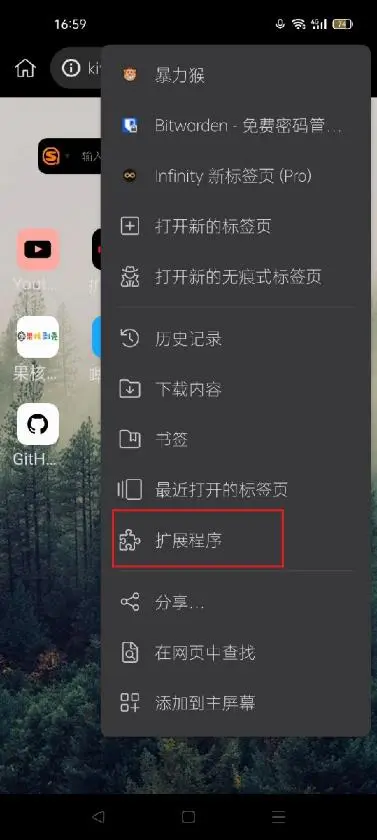 16:59
4G
74
ki
暴力猴
Bitwarden - 免费密码管...
Infinity 新标签页 (Pro)
输入
打开新的标签页
打开新的无痕式标签页
历史记录
果核...
下载内容
书签
GitH...
最近打开的标签页
扩展程序
分享...
在网页中查找
添加到主屏幕